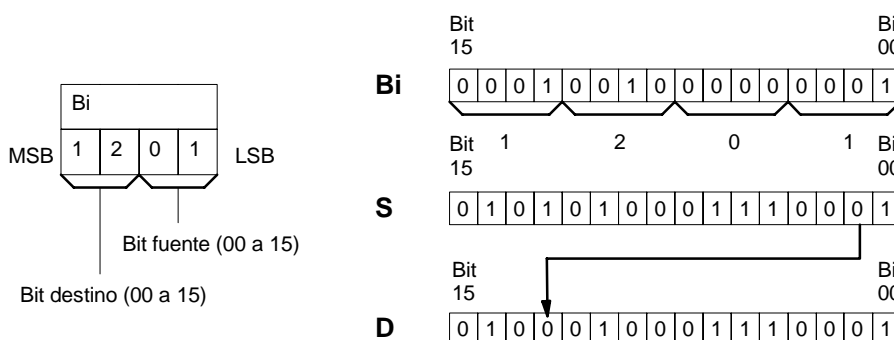 Bit
15
Bi
00
Bi
0 0 0 1 0 0 1 0 0 0 0 0 0 0 0 1
1 2 0 1
Bi
MSB 1 2 0 1 LSB
Bit fuente (00 a 15)
Bit destino (00 a 15)
Bit
15
Bi
00
S
0 1 0 1 0 1 0 0 0 1 1 1 0 0 0 1
Bit
15
Bi
00
D
0 1 0 0 0 1 0 0 0 1 1 1 0 0 0 1